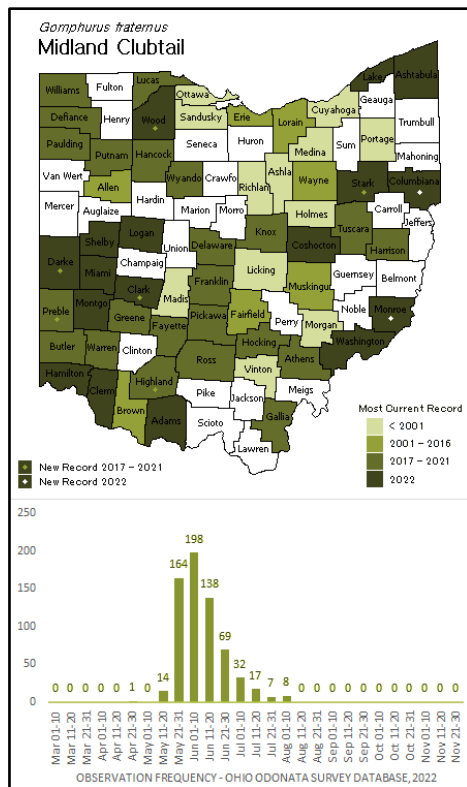 Gomphurus fraternus
Midland Clubtail
Williams
Fulton
Lucas
Ottawa
Lake
Ashtabula
Defiance
Henry
Wood
Sandusky
Erie
Lorain
Cuyahoga
Geauga
Trumbull
Paulding
Putnam
Hancock
Seneca
Huron
Medina
Sum
Portage
Mahoning
Van Wert
Allen
Hardin
Wyando
Crawfo
Richlan
Ashla
Wayne
Stark
Columbiana
Mercer
Auglaize
Marion
Morro
Holmes
Carroll
Jeffers
Shelby
Logan
Union
Delaware
Knox
Coshocton
Tuscara
Harrison
Darke
Miami
Champaig
Clark
Madis
Franklin
Licking
Muskingu
Guernsey
Belmont
Preble
Montgo
Greene
Fayette
Pickawa
Fairfield
Perry
Morgan
Noble
Monroe
Butler
Warren
Clinton
Ross
Hocking
Athens
Washington
Hamilton
Clerm
Brown
Highland
Adams
Pike
Vinton
Jackson
Meigs
Scioto
Gallia
Lawren
Most Current Record
< 2001
2001 - 2016
2017 - 2021
2022
New Record 2017 - 2021
New Record 2022
250
200
150
100
50
0
0 0 0 0 0 1 0 14 164 198 138 69 32 17 7 8 0 0 0 0 0 0 0 0 0 0 0
Mar 01-10
Mar 11-20
Mar 21-31
Apr 01-10
Apr 11-20
Apr 21-30
May 01-10
May 11-20
May 21-31
Jun 01-10
Jun 11-20
Jun 21-30
Jul 01-10
Jul 11-20
Jul 21-31
Aug 01-10
Aug 11-20
Aug 21-31
Sep 01-10
Sep 11-20
Sep 21-30
Oct 01-10
Oct 11-20
Oct 21-31
Nov 01-10
Nov 11-20
Nov 21-30
OBSERVATION FREQUENCY - OHIO ODONATA SURVEY DATABASE, 2022